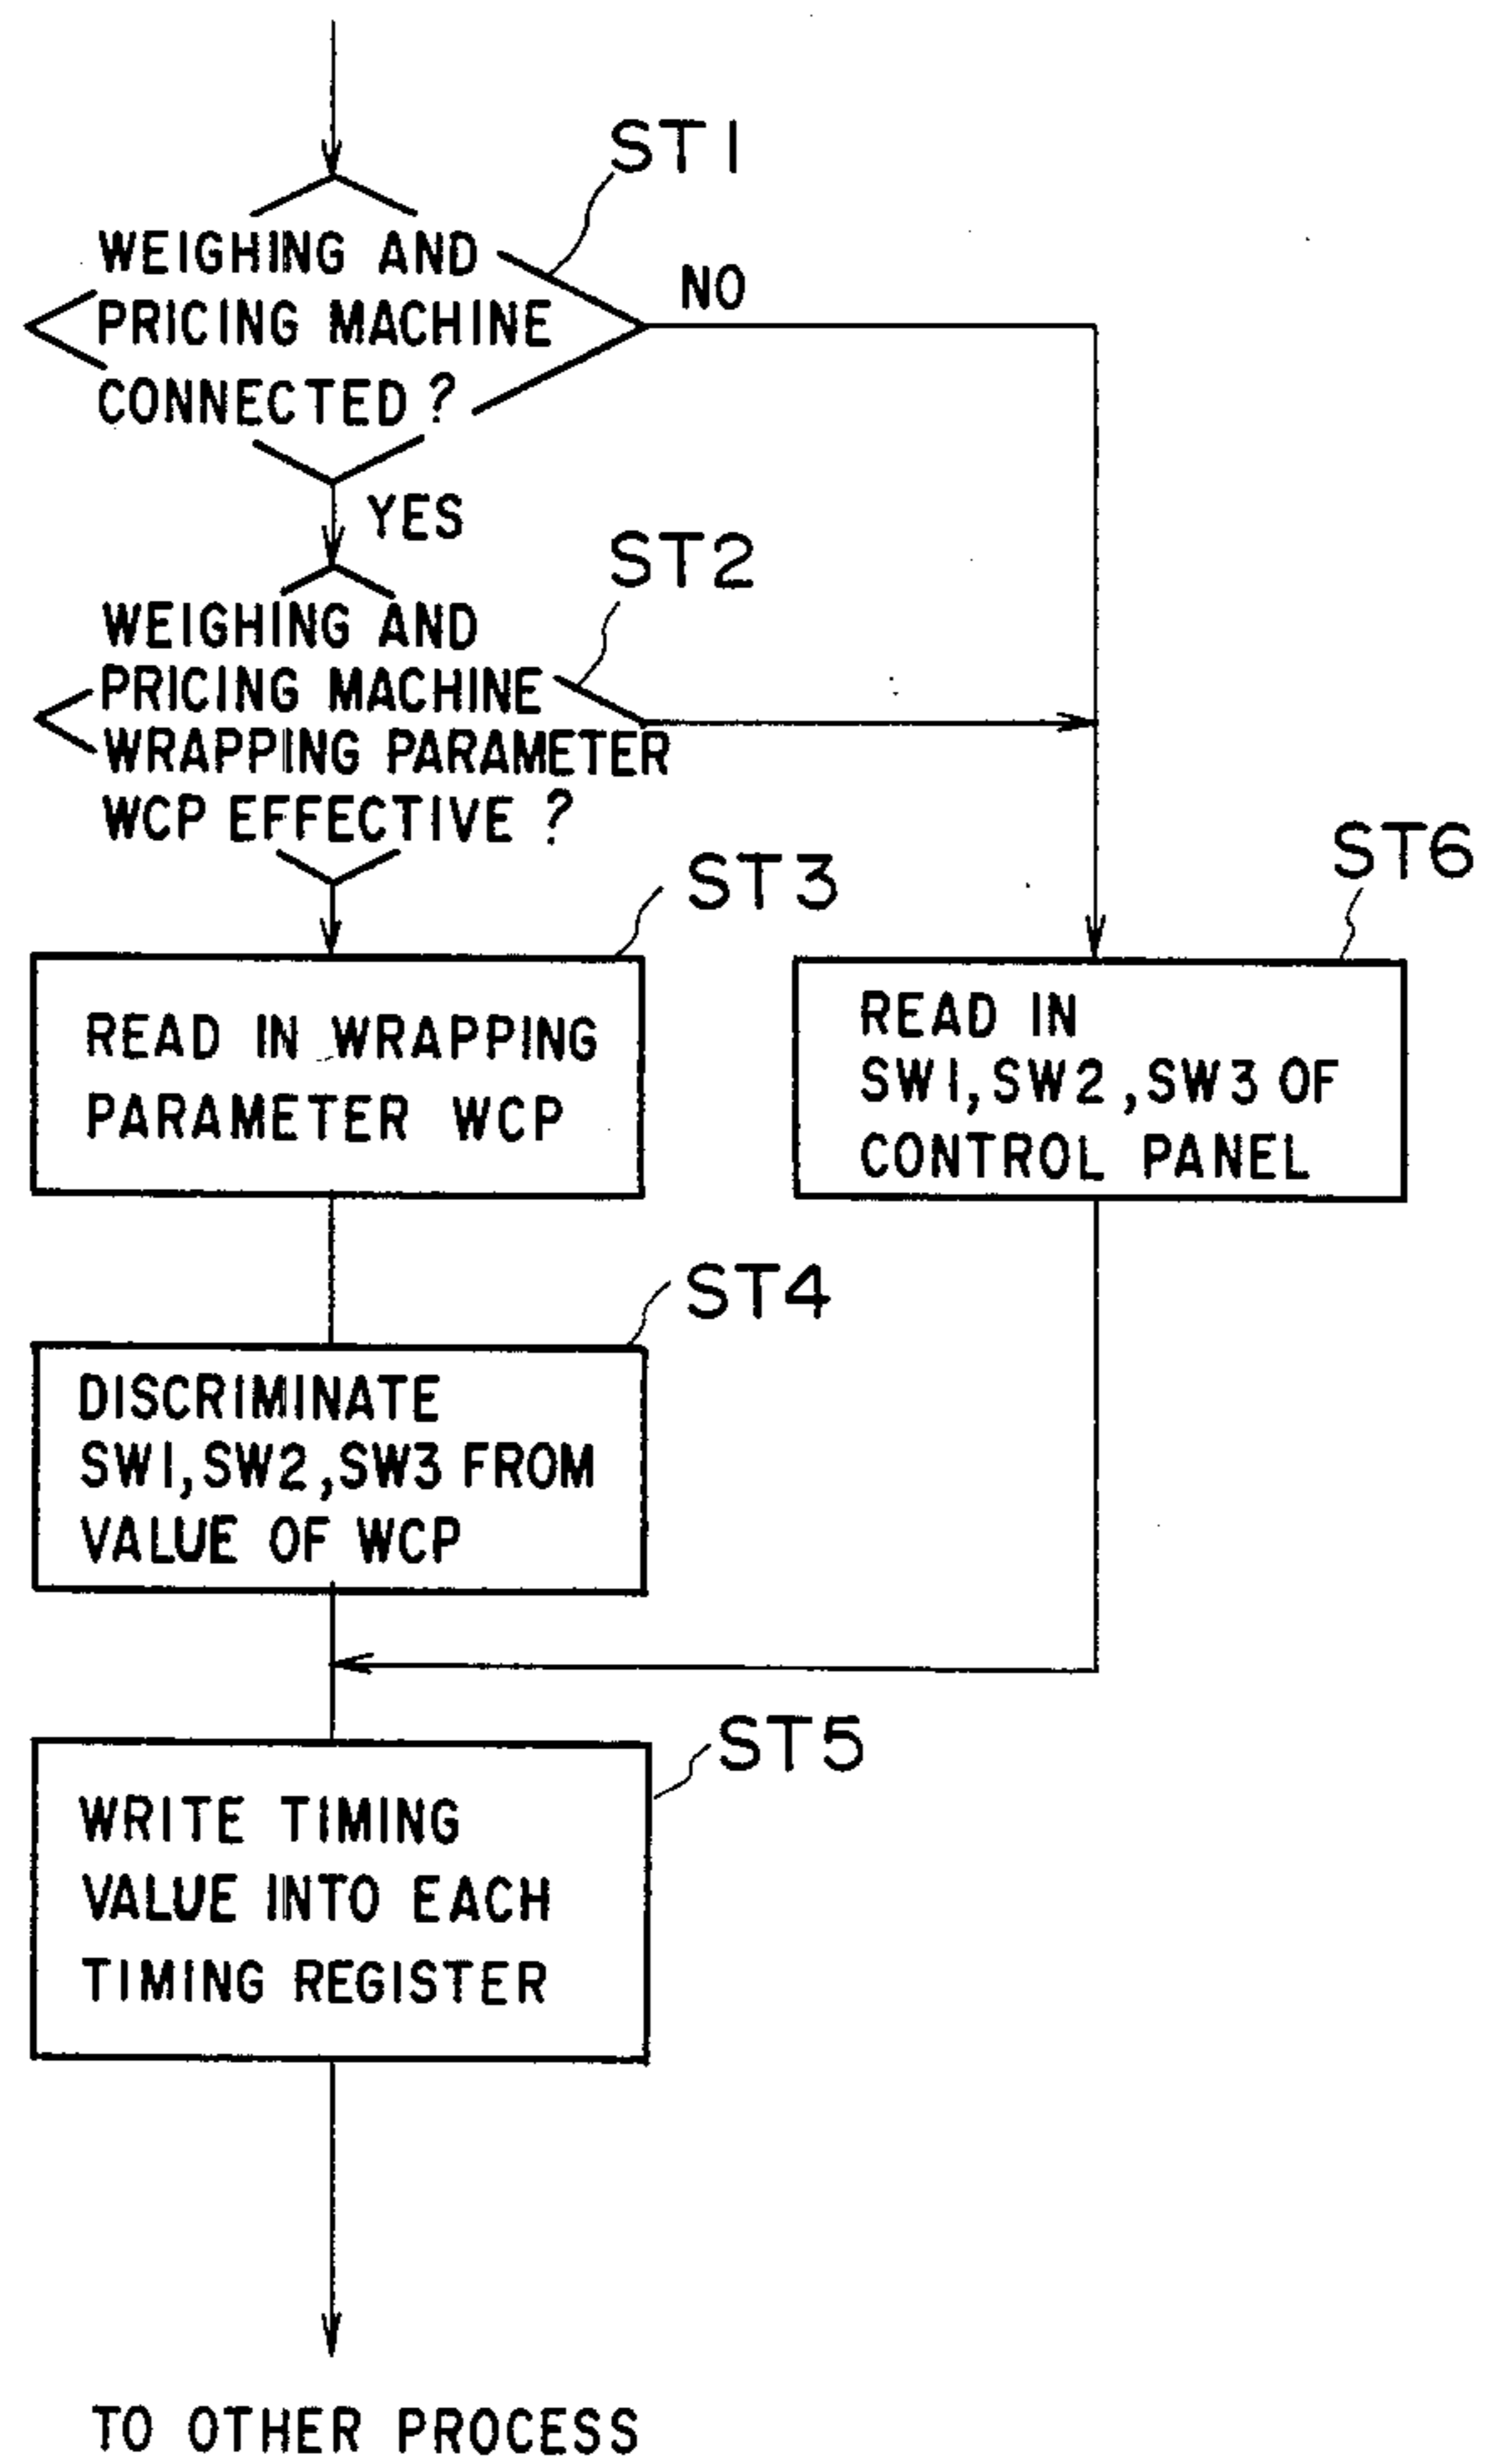 ST1
WEIGHING AND
PRICING MACHINE
CONNECTED ?
NO
YES
ST2
WEIGHING AND
PRICING MACHINE
WRAPPING PARAMETER
WCP EFFECTIVE ?
ST3
READ IN WRAPPING
PARAMETER WCP
ST6
READ IN
SW1, SW2, SW3 OF
CONTROL PANEL
ST4
DISCRIMINATE
SW1, SW2, SW3 FROM
VALUE OF WCP
ST5
WRITE TIMING
VALUE INTO EACH
TIMING REGISTER
TO OTHER PROCESS